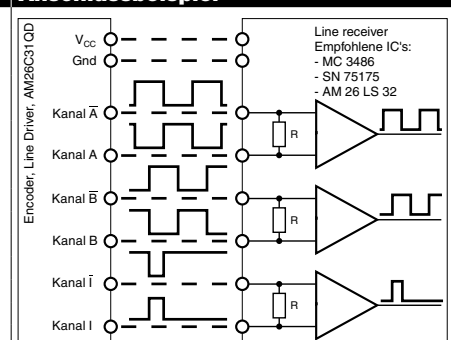 Anschlussbeispiel
Encoder, Line Driver, AM26C31QD
V_CC
Gnd
Kanal A̅
Kanal A
Kanal B̅
Kanal B
Kanal I̅
Kanal I
Line receiver
Empfohlene IC's:
- MC 3486
- SN 75175
- AM 26 LS 32
R
R
R